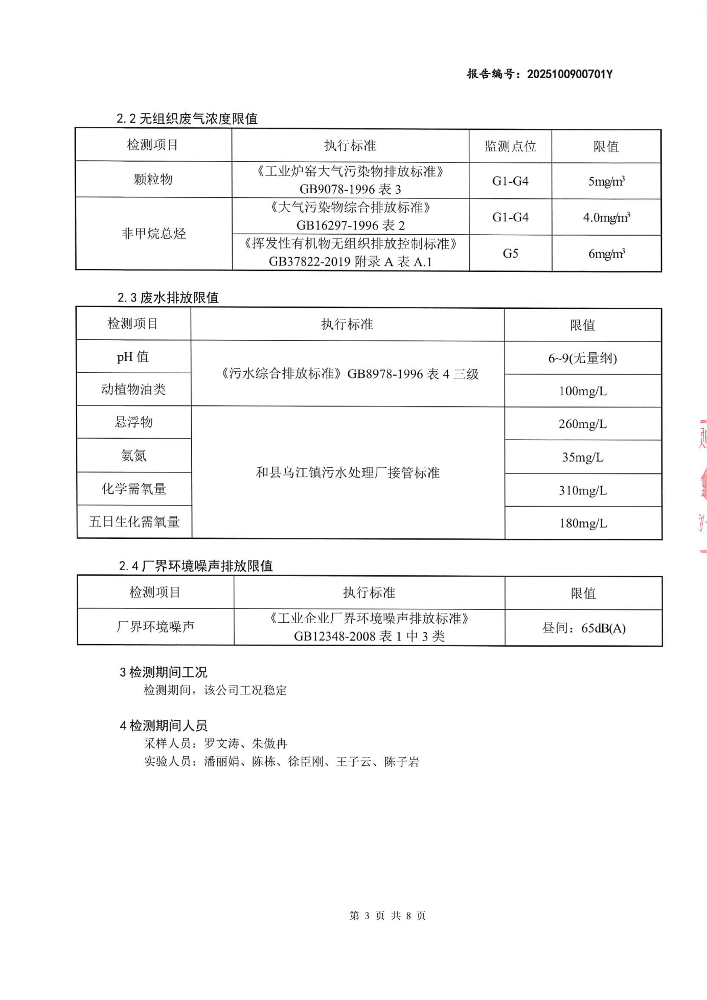 报告编号：2025100900701Y
2.2 无组织废气浓度限值
检测项目 执行标准 监测点位 限值
颗粒物 《工业炉窑大气污染物排放标准》 GB9078-1996 表 3 G1-G4 5mg/m³
非甲烷总烃 《大气污染物综合排放标准》 GB16297-1996 表 2 G1-G4 4.0mg/m³
《挥发性有机物无组织排放控制标准》 GB37822-2019 附录 A 表 A.1 G5 6mg/m³
2.3 废水排放限值
检测项目 执行标准 限值
pH 值 《污水综合排放标准》GB8978-1996 表 4 三级 6~9(无量纲)
动植物油类 100mg/L
悬浮物 和县乌江镇污水处理厂接管标准 260mg/L
氨氮 35mg/L
化学需氧量 310mg/L
五日生化需氧量 180mg/L
2.4 厂界环境噪声排放限值
检测项目 执行标准 限值
厂界环境噪声 《工业企业厂界环境噪声排放标准》 GB12348-2008 表 1 中 3 类 昼间：65dB(A)
3 检测期间工况
检测期间，该公司工况稳定
4 检测期间人员
采样人员：罗文涛、朱傲冉
实验人员：潘丽娟、陈栋、徐臣刚、王子云、陈子岩
第 3 页 共 8 页